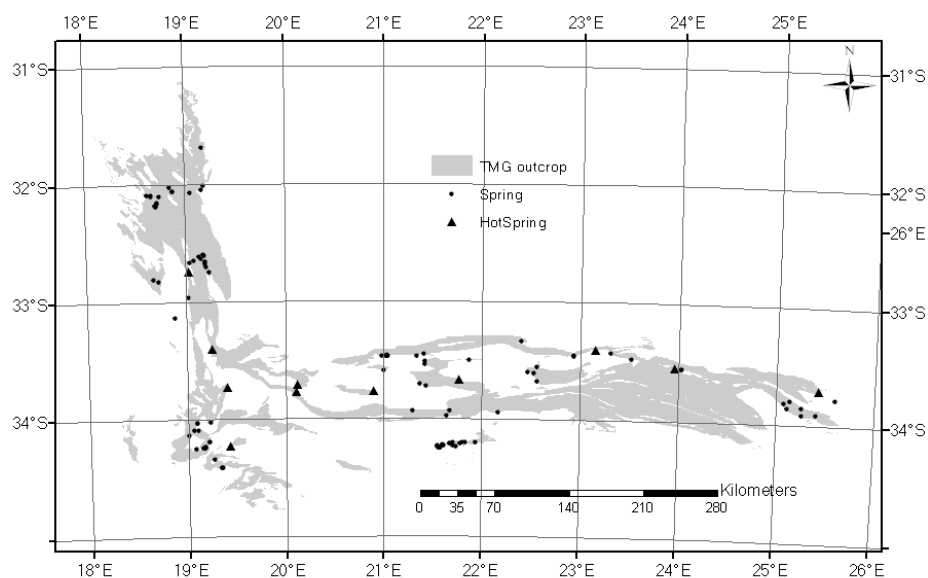 18°E 19°E 20°E 21°E 22°E 23°E 24°E 25°E
N
31°S 31°S
TMG outcrop
32°S Spring 32°S
HotSpring
26°E
33°S 33°S
34°S 34°S
Kilometers
0 35 70 140 210 280
18°E 19°E 20°E 21°E 22°E 23°E 24°E 25°E 26°E